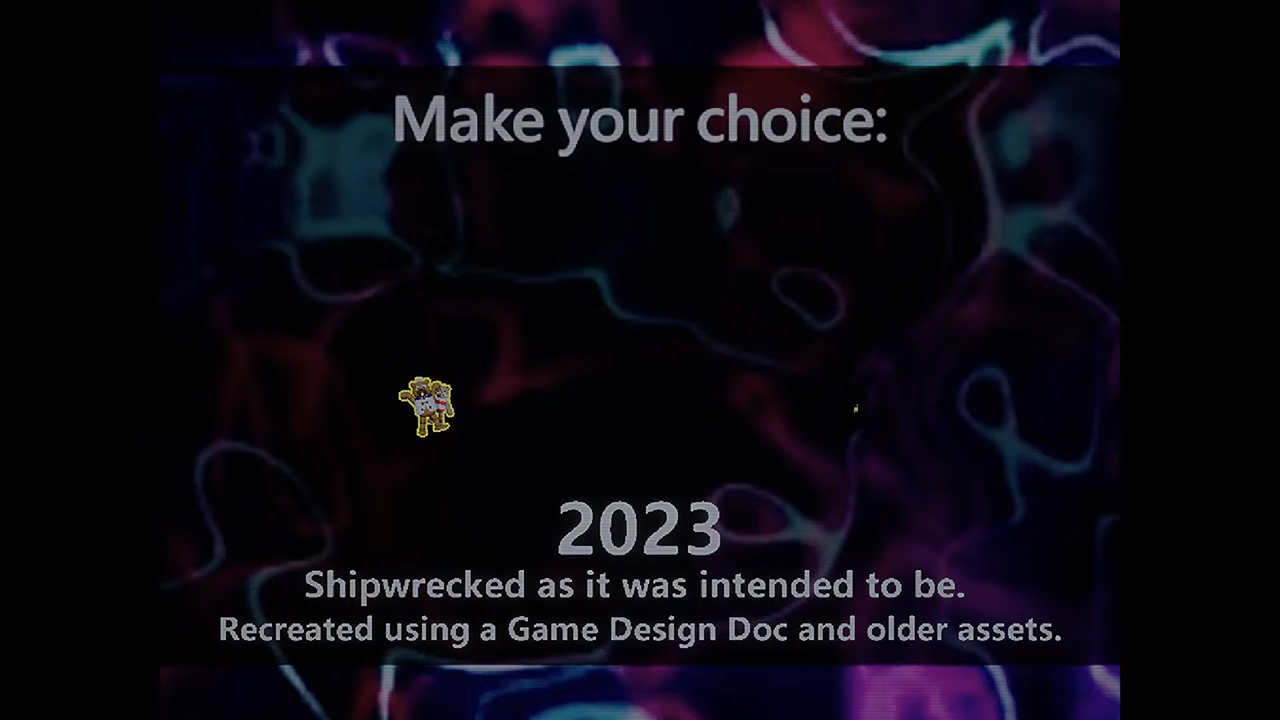 Make your choice:
2023
Shipwrecked as it was intended to be.
Recreated using a Game Design Doc and older assets.